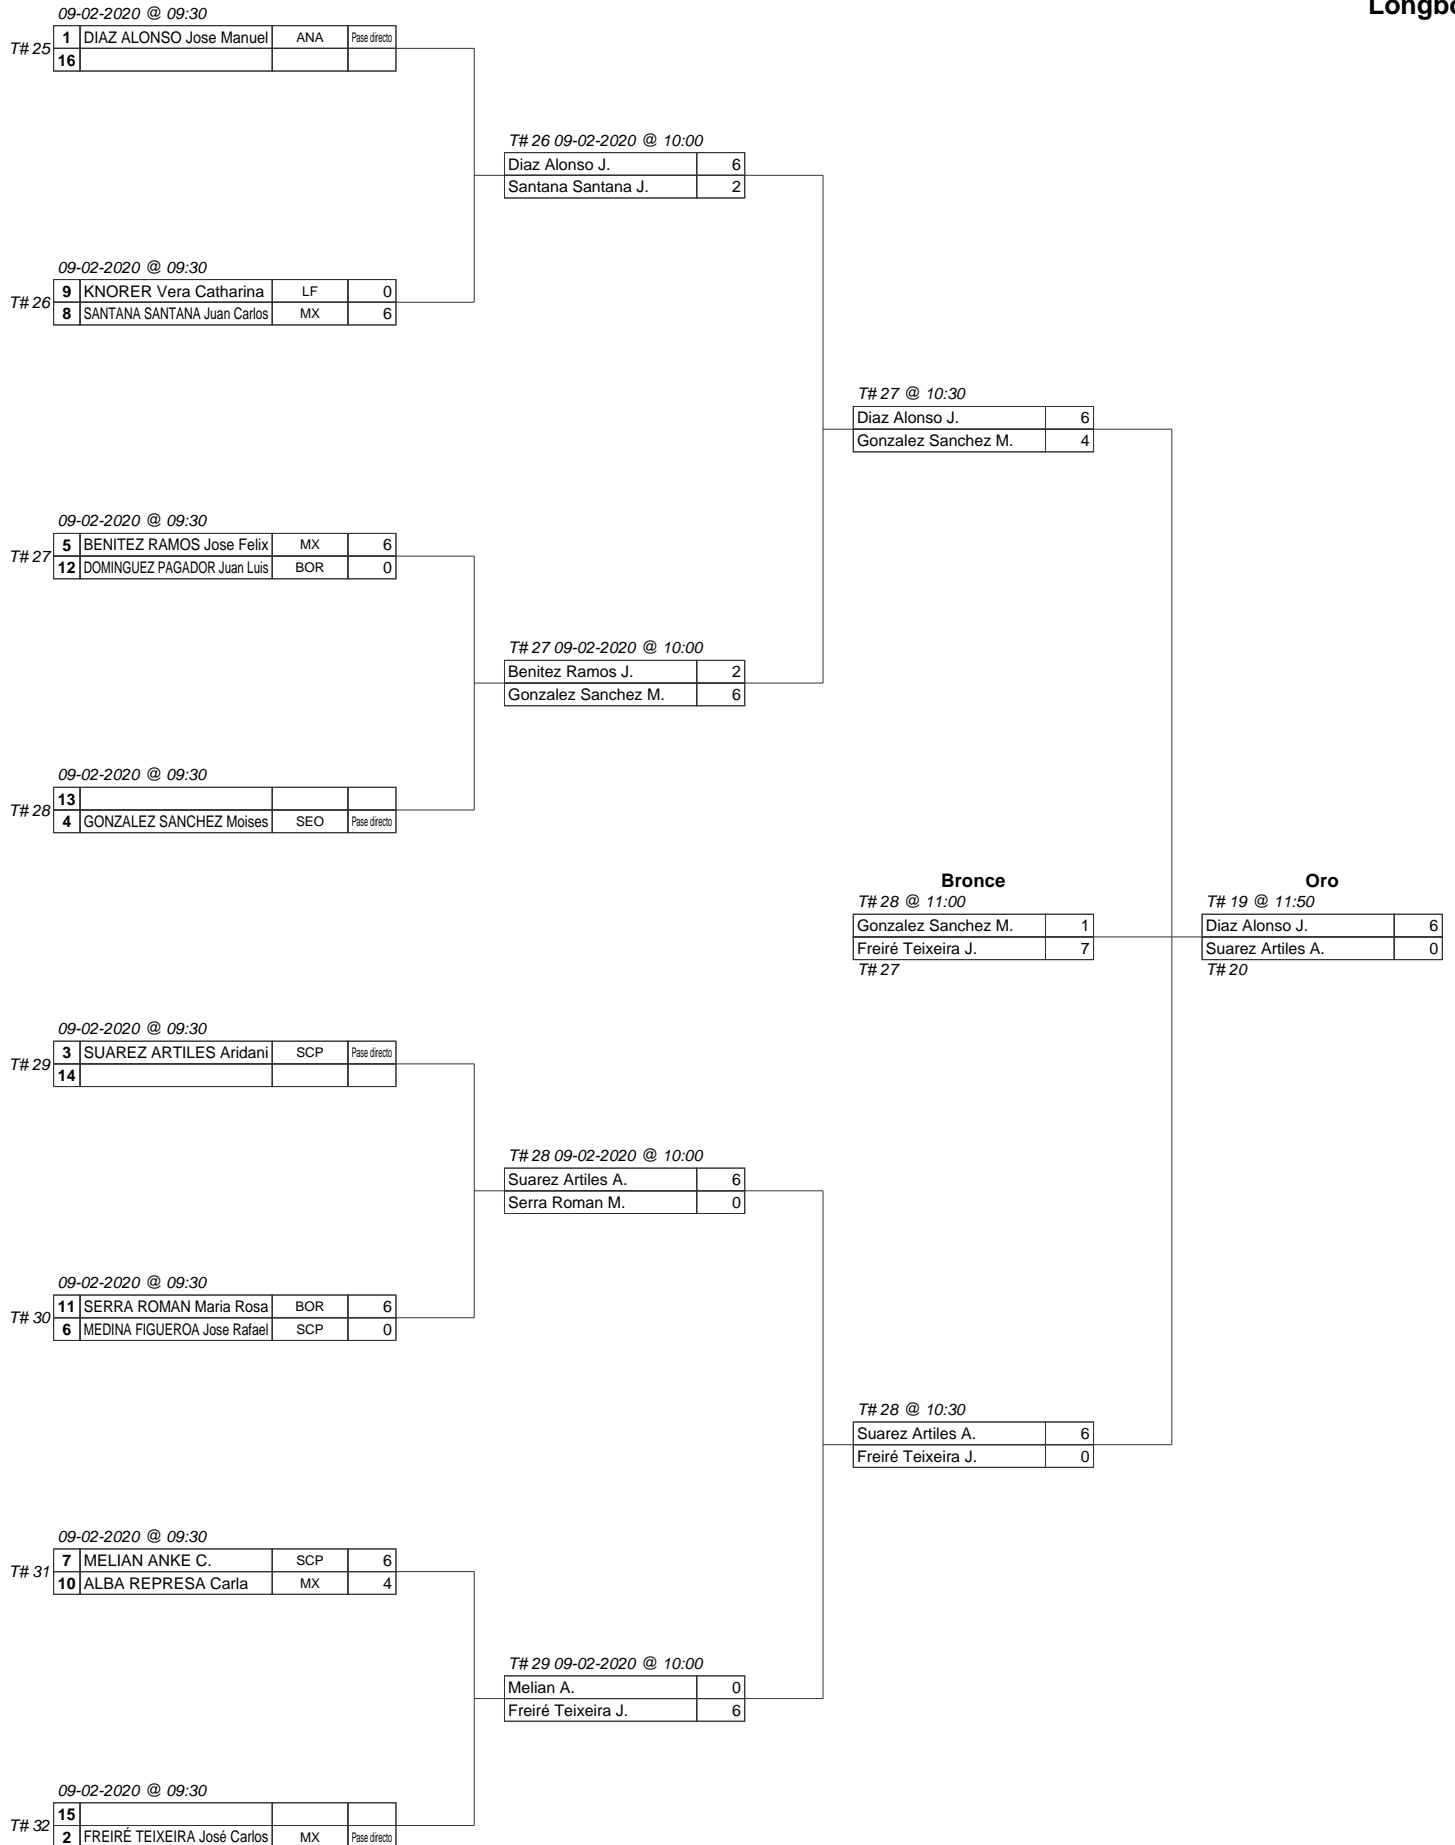 Longbo
09-02-2020 @ 09:30
T# 25
1 DIAZ ALONSO Jose Manuel ANA Pase directo
16
T# 26 09-02-2020 @ 10:00
Diaz Alonso J. 6
Santana Santana J. 2
09-02-2020 @ 09:30
T# 26
9 KNORER Vera Catharina LF 0
8 SANTANA SANTANA Juan Carlos MX 6
T# 27 @ 10:30
Diaz Alonso J. 6
Gonzalez Sanchez M. 4
09-02-2020 @ 09:30
T# 27
5 BENITEZ RAMOS Jose Felix MX 6
12 DOMINGUEZ PAGADOR Juan Luis BOR 0
T# 27 09-02-2020 @ 10:00
Benitez Ramos J. 2
Gonzalez Sanchez M. 6
09-02-2020 @ 09:30
T# 28
13
4 GONZALEZ SANCHEZ Moises SEO Pase directo
Bronce
T# 28 @ 11:00
Gonzalez Sanchez M. 1
Freiré Teixeira J. 7
T# 27
Oro
T# 19 @ 11:50
Diaz Alonso J. 6
Suarez Artiles A. 0
T# 20
09-02-2020 @ 09:30
T# 29
3 SUAREZ ARTILES Aridani SCP Pase directo
14
T# 28 09-02-2020 @ 10:00
Suarez Artiles A. 6
Serra Roman M. 0
09-02-2020 @ 09:30
T# 30
11 SERRA ROMAN Maria Rosa BOR 6
6 MEDINA FIGUEROA Jose Rafael SCP 0
T# 28 @ 10:30
Suarez Artiles A. 6
Freiré Teixeira J. 0
09-02-2020 @ 09:30
T# 31
7 MELIAN ANKE C. SCP 6
10 ALBA REPRESA Carla MX 4
T# 29 09-02-2020 @ 10:00
Melian A. 0
Freiré Teixeira J. 6
09-02-2020 @ 09:30
T# 32
15
2 FREIRÉ TEIXEIRA José Carlos MX Pase directo